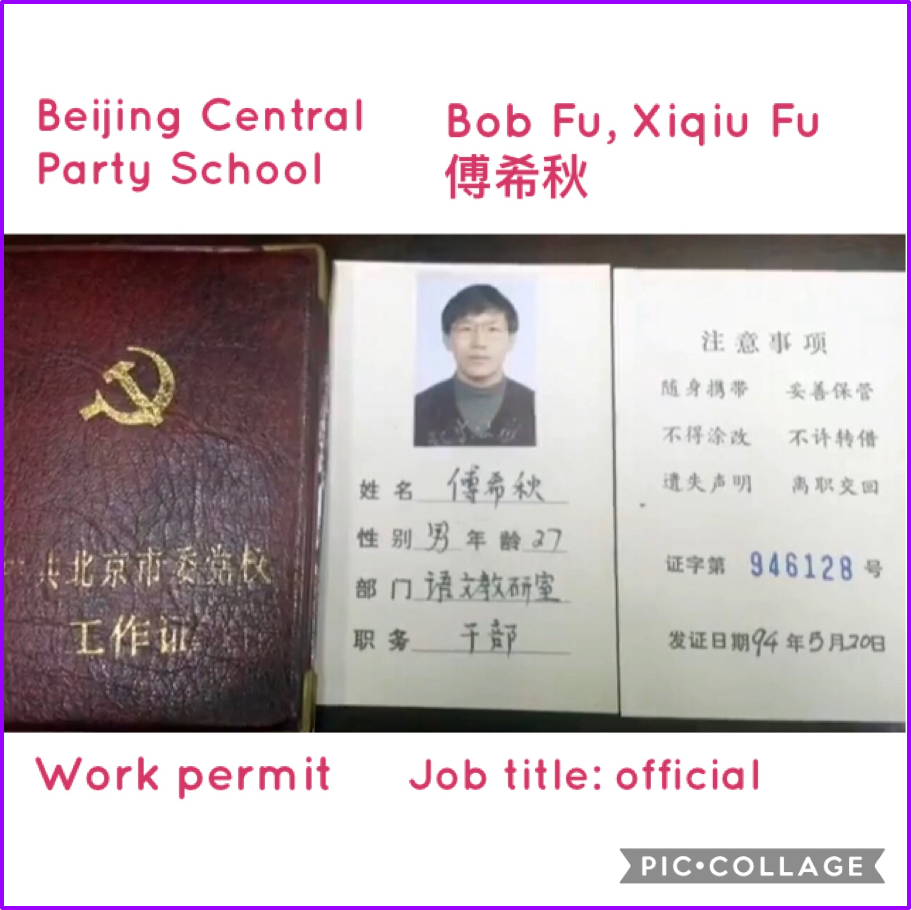 Beijing Central
Party School
Bob Fu, Xiqiu Fu
傅希秋
共北京市委党校
工作证
姓名 傅希秋
性别 男 年龄 27
部门 语文教研室
职务 干部
注意事项
随身携带 妥善保管
不得涂改 不许转借
遗失声明 离职交回
证字第 946128 号
发证日期 94年5月20日
Work permit
Job title: official
PIC•COLLAGE